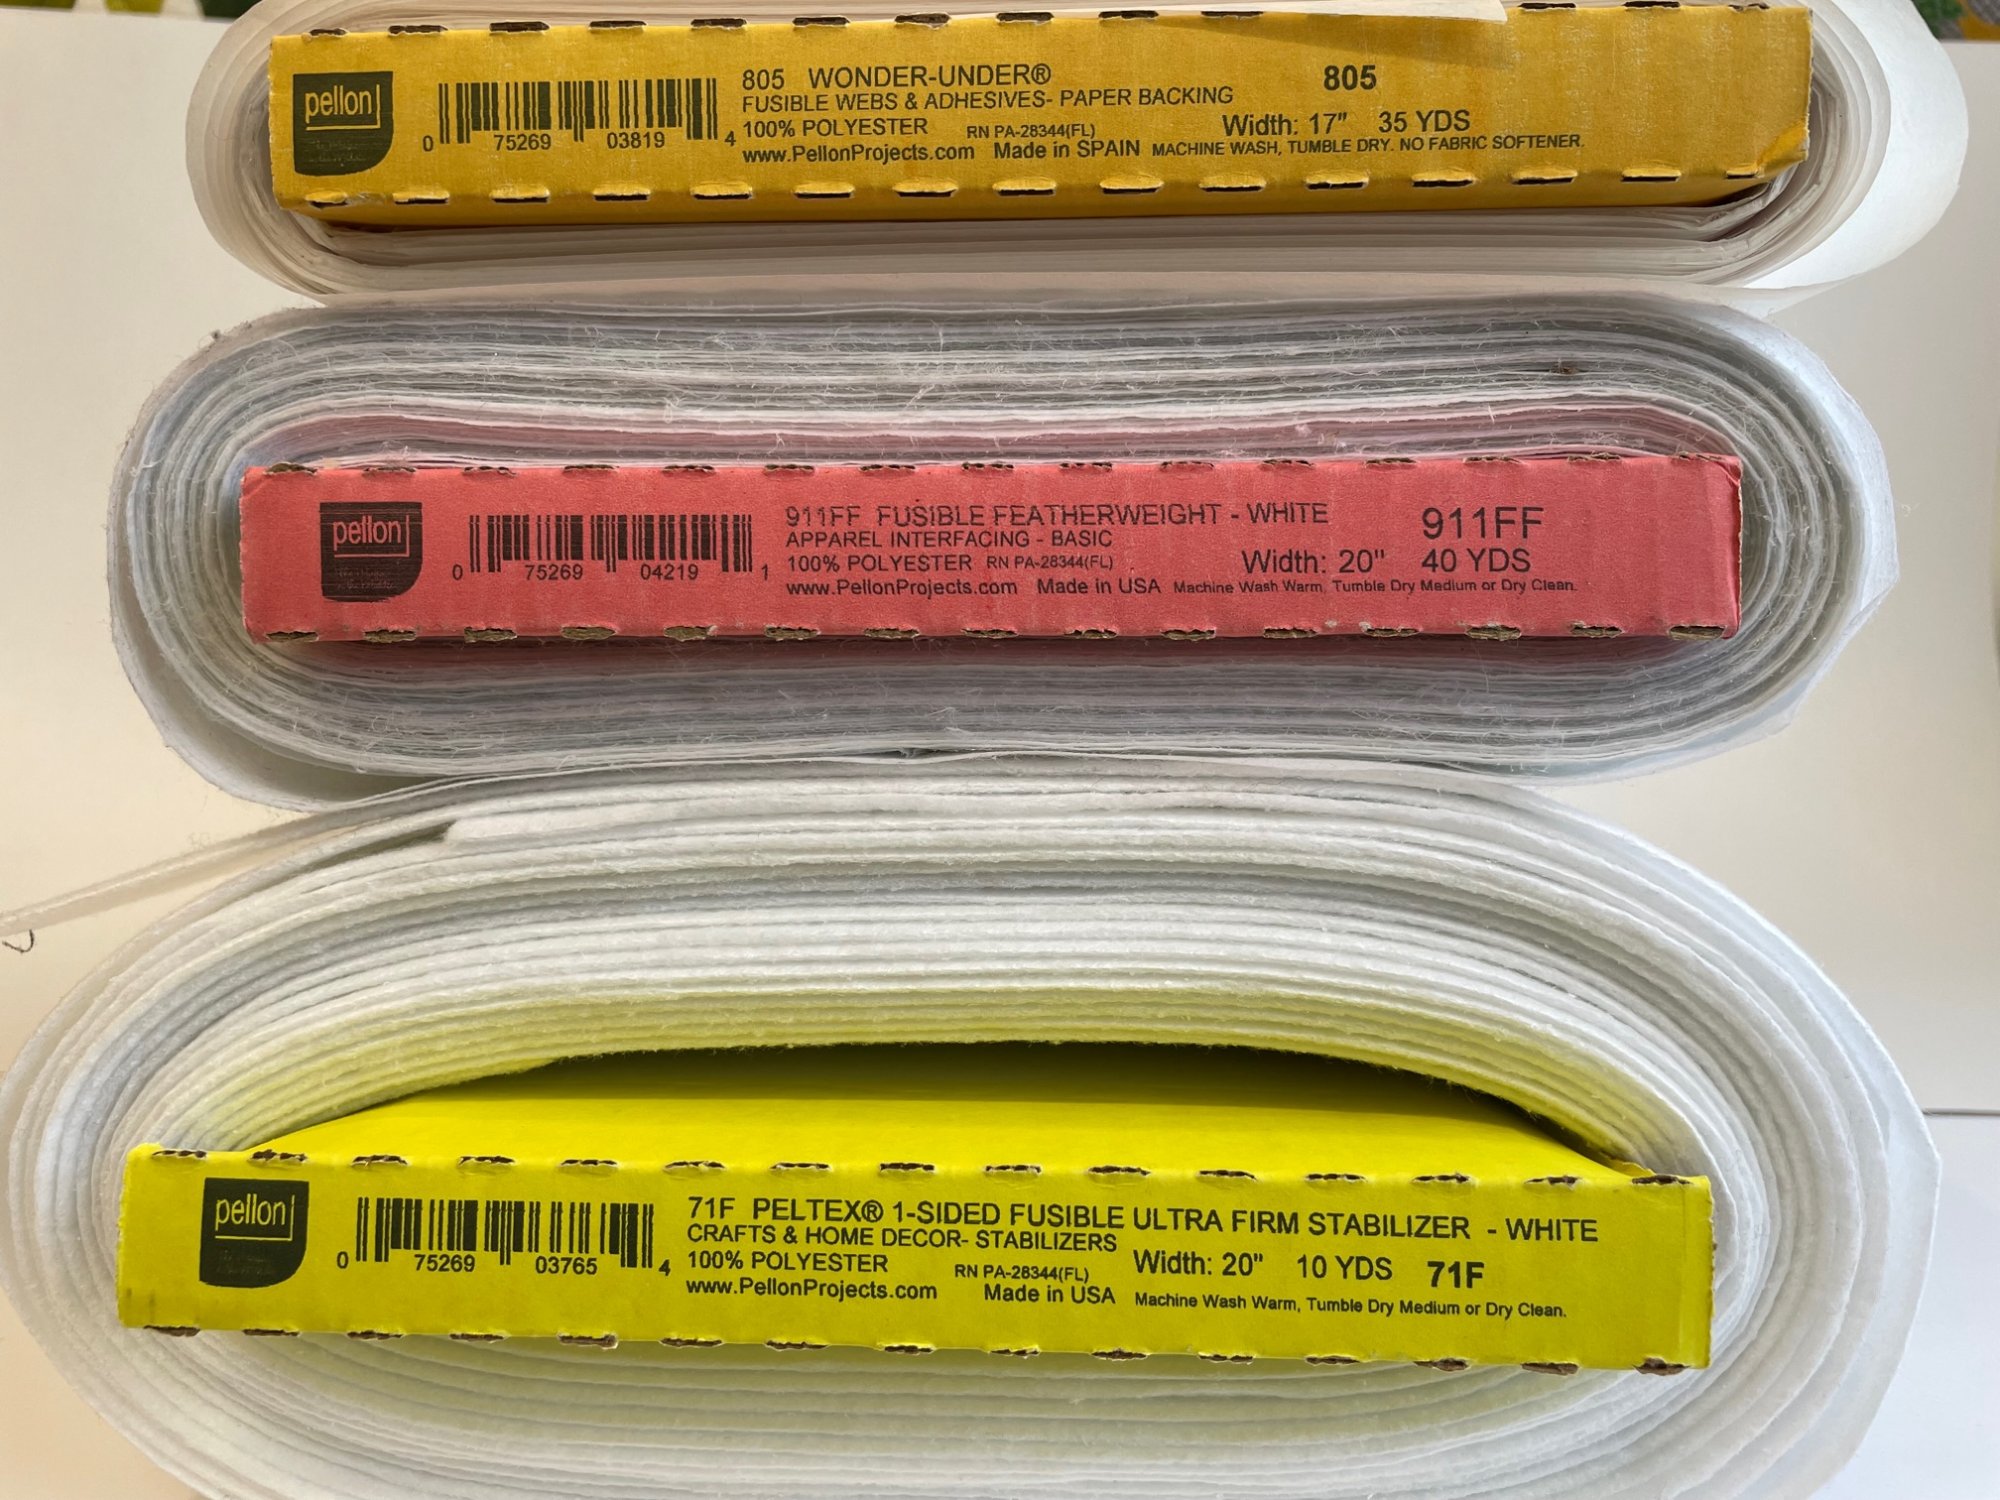 pellon
805 WONDER-UNDER® 805
FUSIBLE WEBS & ADHESIVES- PAPER BACKING
100% POLYESTER RN PA-28344(FL) Width: 17" 35 YDS
www.PellonProjects.com Made in SPAIN MACHINE WASH, TUMBLE DRY. NO FABRIC SOFTENER.
0 75269 03819 4
pellon
911FF FUSIBLE FEATHERWEIGHT - WHITE 911FF
APPAREL INTERFACING - BASIC
100% POLYESTER RN PA-28344(FL) Width: 20" 40 YDS
www.PellonProjects.com Made in USA Machine Wash Warm, Tumble Dry Medium or Dry Clean.
0 75269 04219 1
pellon
71F PELTEX® 1-SIDED FUSIBLE ULTRA FIRM STABILIZER - WHITE
CRAFTS & HOME DECOR- STABILIZERS
100% POLYESTER RN PA-28344(FL) Width: 20" 10 YDS 71F
www.PellonProjects.com Made in USA Machine Wash Warm, Tumble Dry Medium or Dry Clean.
0 75269 03765 4